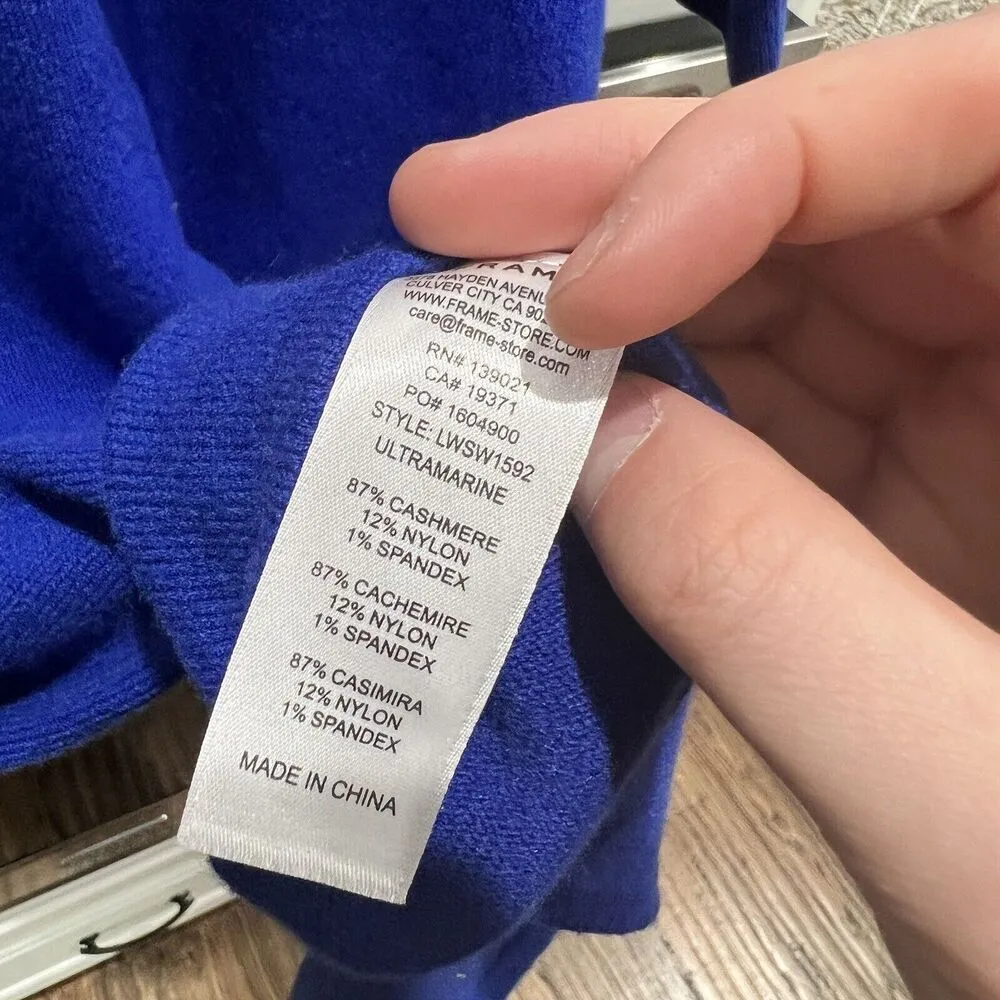 HAYDEN AVENU
CULVER CITY CA 90
WWW.FRAME-STORE.COM
care@frame-store.com
RN# 139021
CA# 19371
PO# 1604900
STYLE: LWSW1592
ULTRAMARINE
87% CASHMERE
12% NYLON
1% SPANDEX
87% CACHEMIRE
12% NYLON
1% SPANDEX
87% CASIMIRA
12% NYLON
1% SPANDEX
MADE IN CHINA